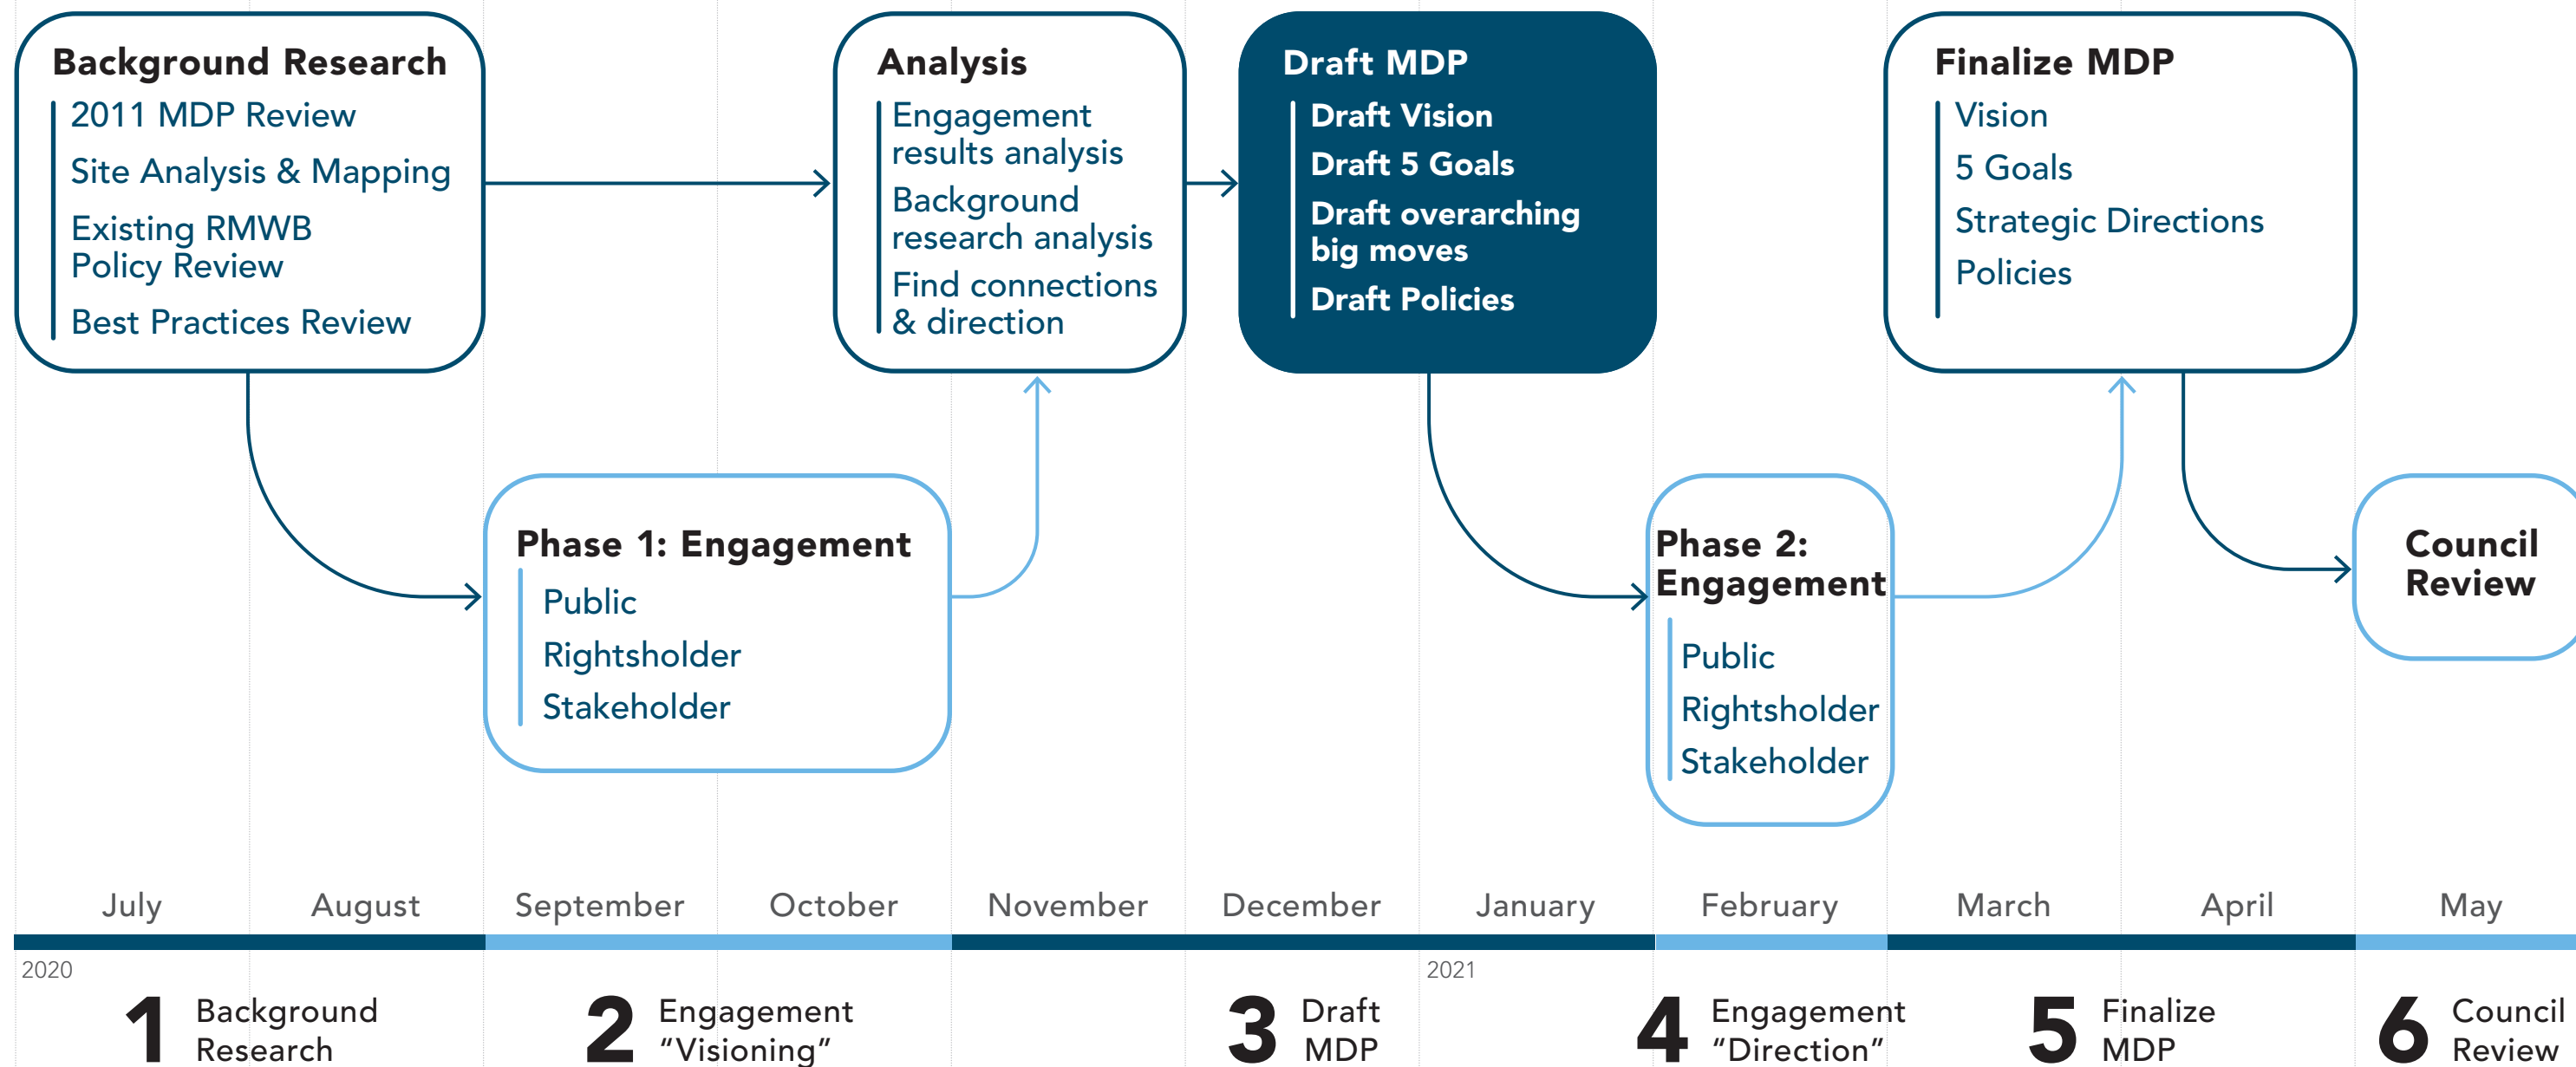 Background Research
2011 MDP Review
Site Analysis & Mapping
Existing RMWB
Policy Review
Best Practices Review
Analysis
Engagement
results analysis
Background
research analysis
Find connections
& direction
Draft MDP
Draft Vision
Draft 5 Goals
Draft overarching
big moves
Draft Policies
Finalize MDP
Vision
5 Goals
Strategic Directions
Policies
Phase 1: Engagement
Public
Rightsholder
Stakeholder
Phase 2:
Engagement
Public
Rightsholder
Stakeholder
Council
Review
July
August
September
October
November
December
January
February
March
April
May
2020
2021
1 Background
Research
2 Engagement
“Visioning”
3 Draft
MDP
4 Engagement
“Direction”
5 Finalize
MDP
6 Council
Review